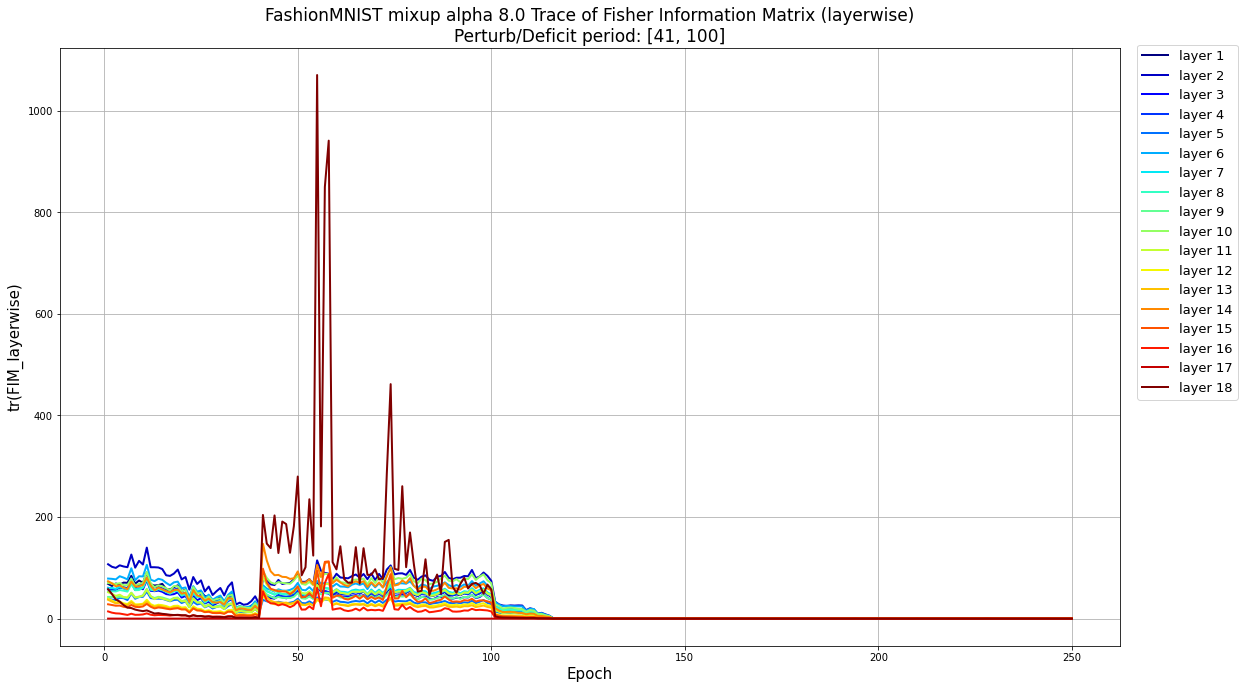 FashionMNIST mixup alpha 8.0 Trace of Fisher Information Matrix (layerwise)
Perturb/Deficit period: [41, 100]
tr(FIM_layerwise)
1000
800
600
400
200
0
0 50 100 150 200 250
Epoch
layer 1
layer 2
layer 3
layer 4
layer 5
layer 6
layer 7
layer 8
layer 9
layer 10
layer 11
layer 12
layer 13
layer 14
layer 15
layer 16
layer 17
layer 18